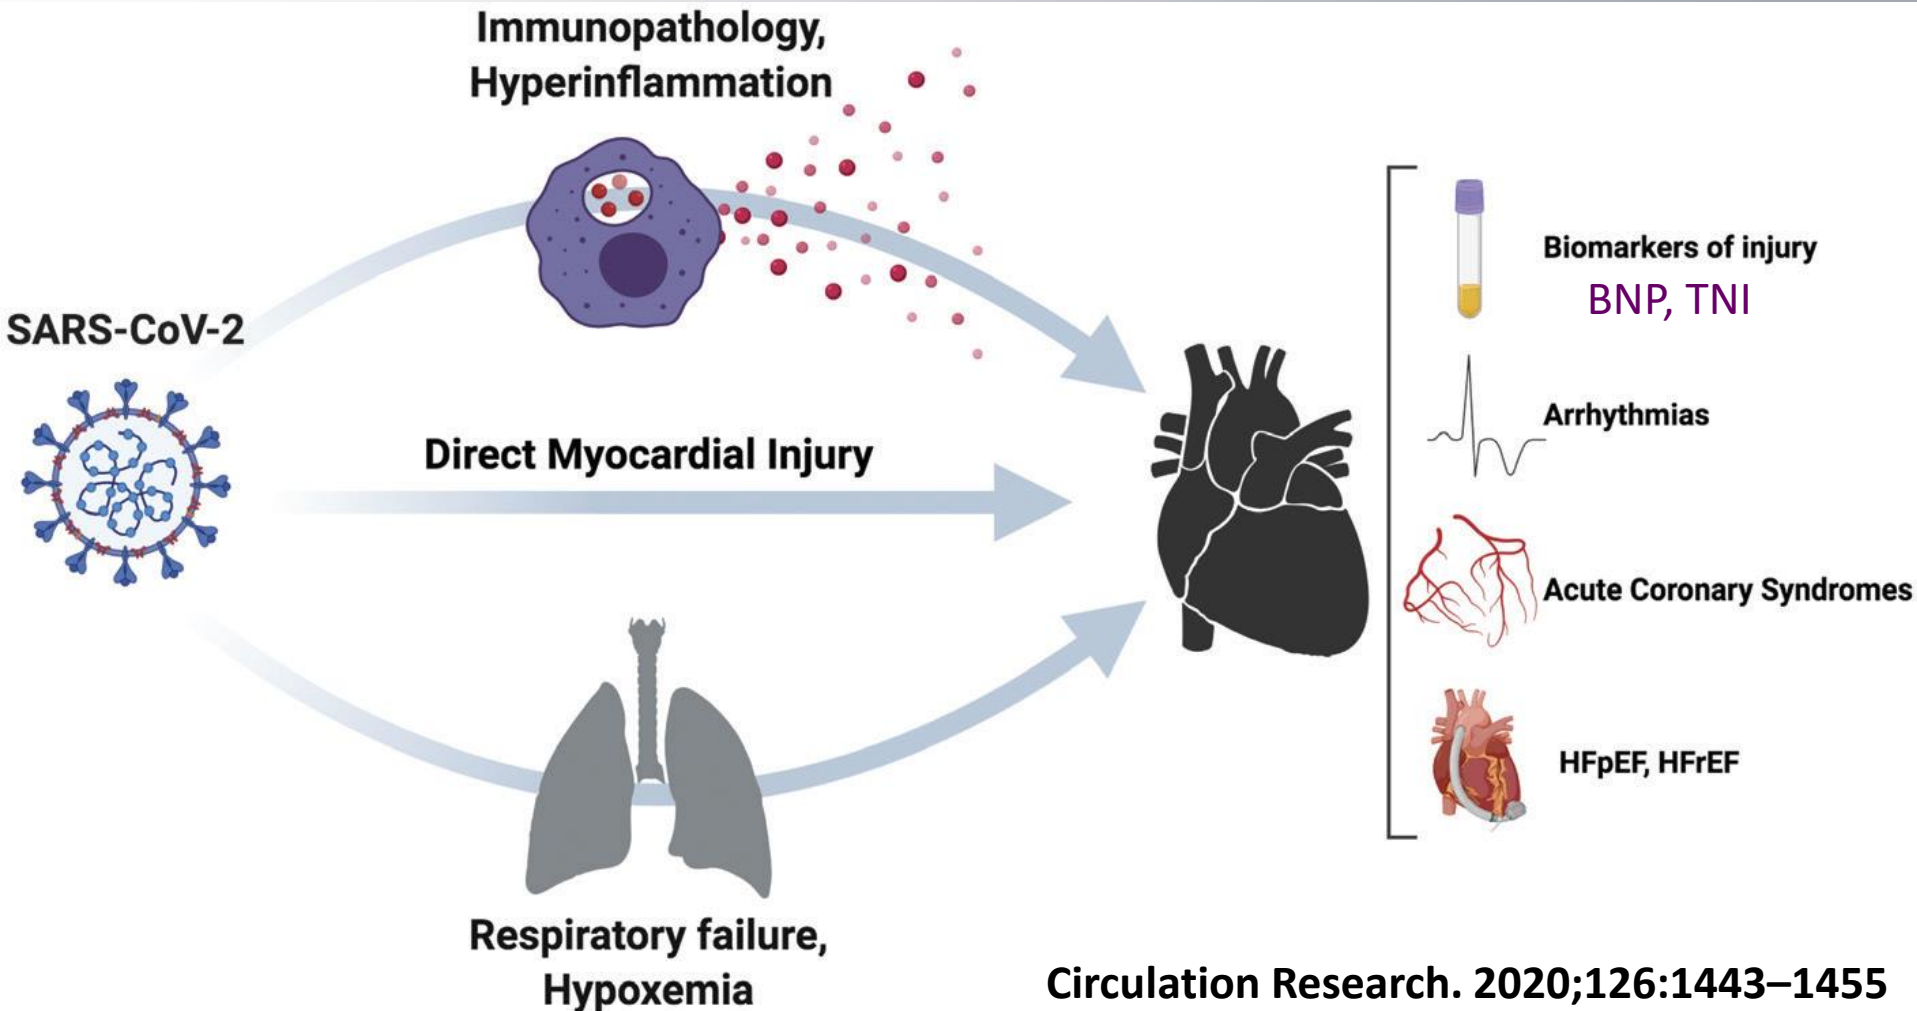 Immunopathology,
Hyperinflammation
SARS-CoV-2
Direct Myocardial Injury
Respiratory failure,
Hypoxemia
Biomarkers of injury
BNP, TNI
Arrhythmias
Acute Coronary Syndromes
HFpEF, HFrEF
Circulation Research. 2020;126:1443–1455